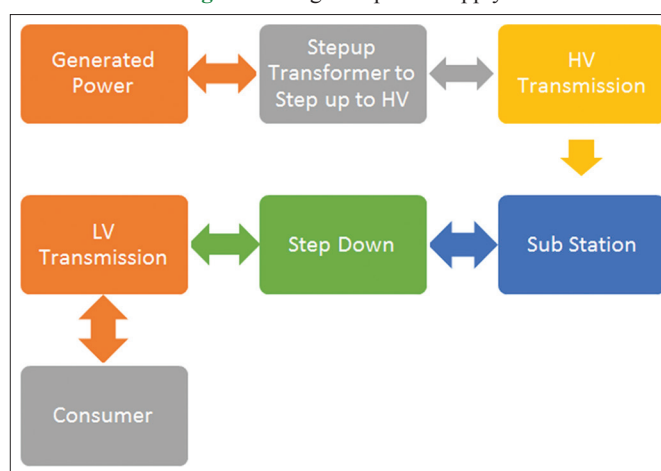 Generated
Power
Stepup
Transformer to
Step up to HV
HV
Transmission
LV
Transmission
Step Down
Sub Station
Consumer